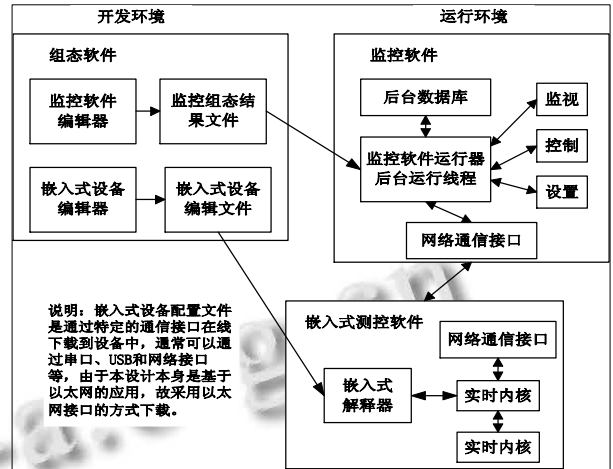 开发环境
运行环境
组态软件
监控软件
编辑器
监控组态结
果文件
嵌入式设备
编辑器
嵌入式设备
编辑文件
监控软件
后台数据库
监控软件运行器
后台运行线程
监视
控制
设置
网络通信接口
说明：嵌入式设备配置文件
是通过特定的通信接口在线
下载到设备中，通常可以通
过串口、USB和网络接口
等，由于本设计本身是基于
以太网的应用，故采用以太
网接口的方式下载。
嵌入式测控软件
网络通信接口
嵌入式
解释器
实时内核
实时内核